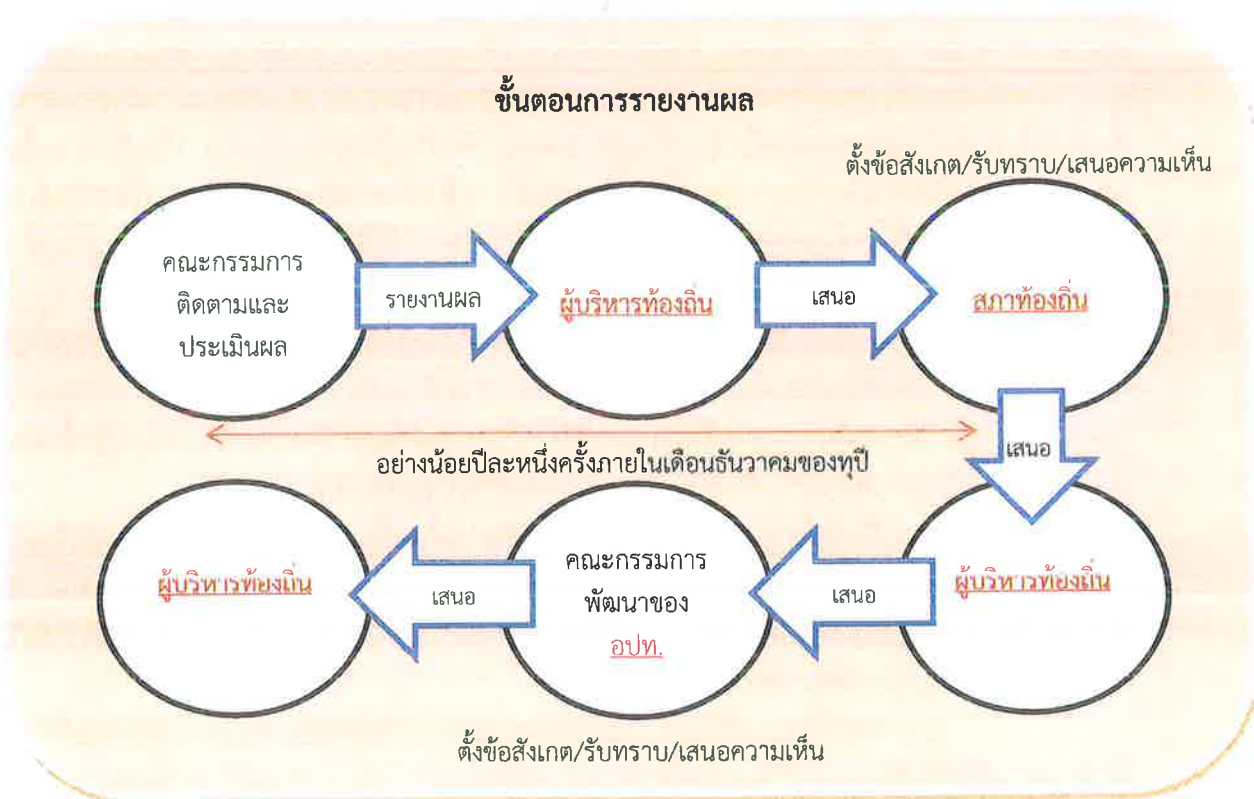 ขั้นตอนการรายงานผล
ตั้งข้อสังเกต/รับทราบ/เสนอความเห็น
คณะกรรมการ
ติดตามและ
ประเมินผล
รายงานผล
ผู้บริหารท้องถิ่น
เสนอ
สภาท้องถิ่น
เสนอ
อย่างน้อยปีละหนึ่งครั้งภายในเดือนธันวาคมของทุปี
ผู้บริหารท้องถิ่น
เสนอ
คณะกรรมการ
พัฒนาของ
อปท.
เสนอ
ผู้บริหารท้องถิ่น
ตั้งข้อสังเกต/รับทราบ/เสนอความเห็น